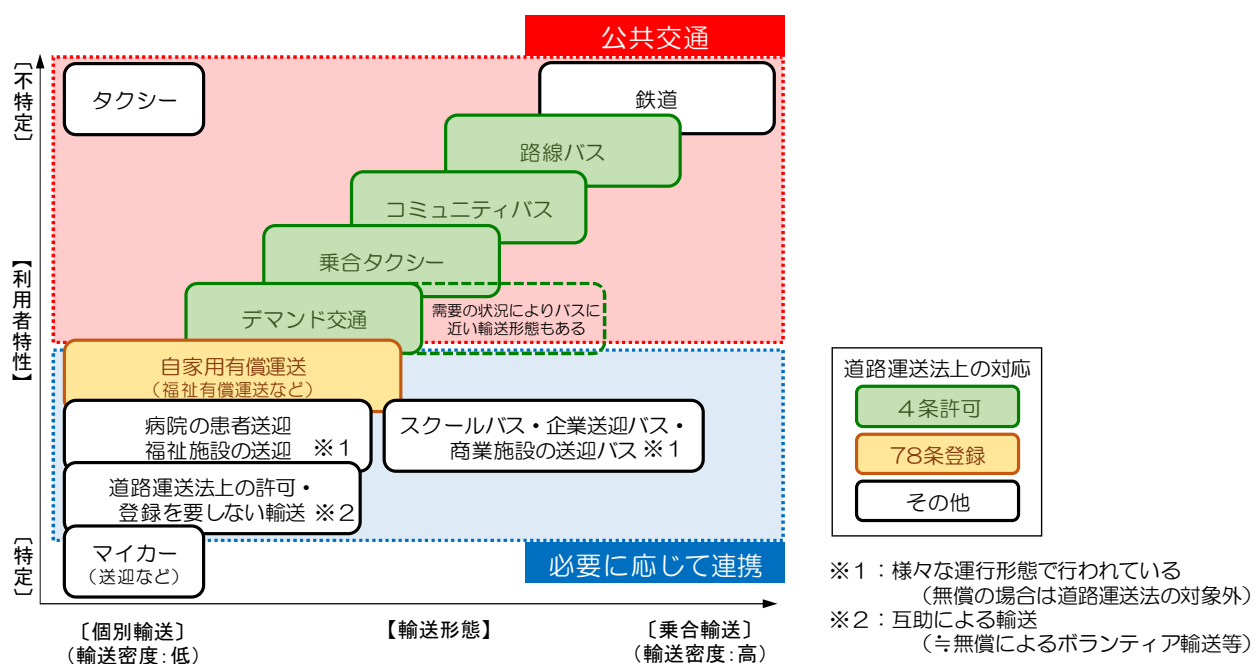 公共交通
〔不特定〕
タクシー
鉄道
路線バス
コミュニティバス
乗合タクシー
【利用者特性】
デマンド交通
需要の状況によりバスに
近い輸送形態もある
自家用有償運送
（福祉有償運送など）
病院の患者送迎
福祉施設の送迎 ※１
スクールバス・企業送迎バス・
商業施設の送迎バス ※１
道路運送法上の許可・
登録を要しない輸送 ※２
〔特定〕
マイカー
（送迎など）
必要に応じて連携
〔個別輸送〕
（輸送密度：低）
【輸送形態】
〔乗合輸送〕
（輸送密度：高）
道路運送法上の対応
４条許可
78条登録
その他
※１：様々な運行形態で行われている
（無償の場合は道路運送法の対象外）
※２：互助による輸送
（≒無償によるボランティア輸送等）